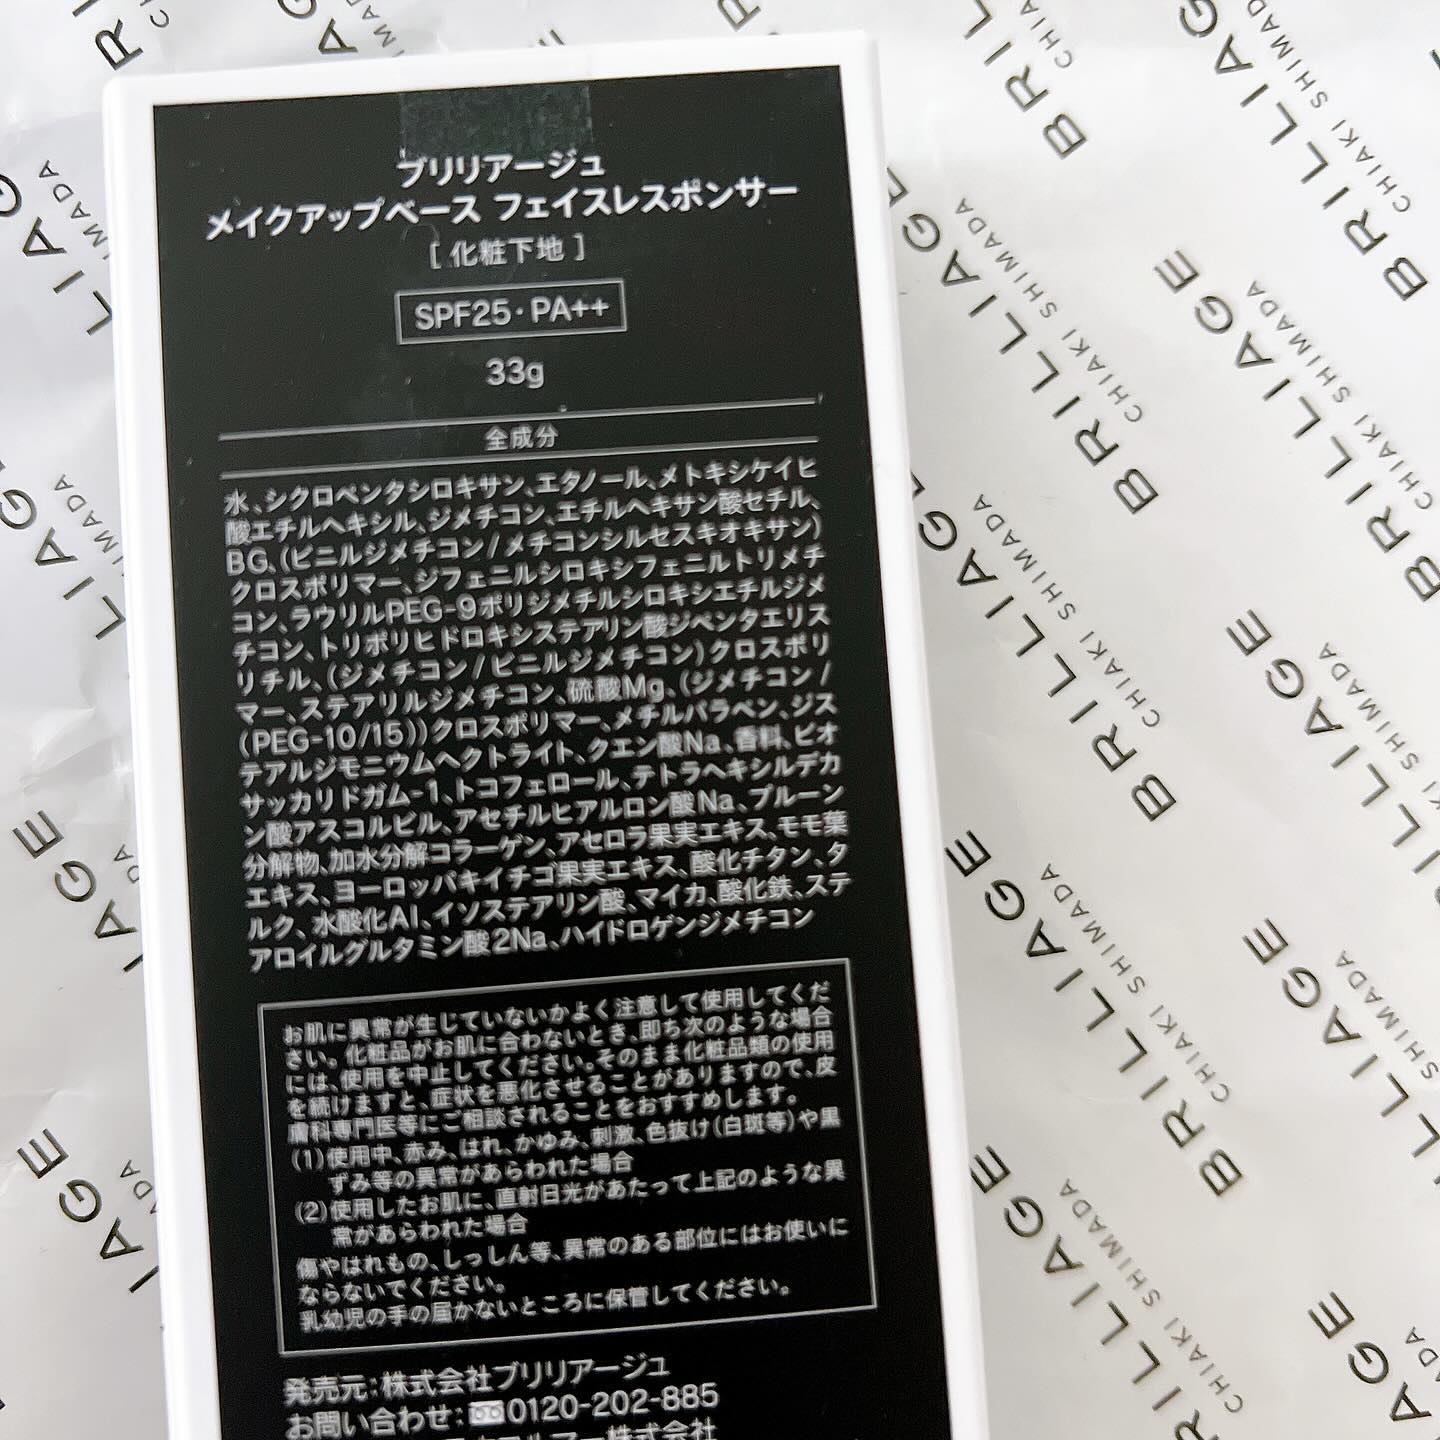 ブリリアージュ
メイクアップベース フェイスレスポンサー
[ 化粧下地 ]
SPF25・PA++
33g
全成分
水、シクロペンタシロキサン、エタノール、メトキシケイヒ
酸エチルヘキシル、ジメチコン、エチルヘキサン酸セチル、
BG、(ビニルジメチコン/メチコンシルセスキオキサン)
クロスポリマー、ジフェニルシロキシフェニルトリメチ
コン、ラウリルPEG-9ポリジメチルシロキシエチルジメ
チコン、トリポリヒドロキシステアリン酸ジペンタエリス
リチル、(ジメチコン/ビニルジメチコン)クロスポリ
マー、ステアリルジメチコン、硫酸Mg、(ジメチコン/
(PEG-10/15))クロスポリマー、メチルパラベン、ジス
テアルジモニウムヘクトライト、クエン酸Na、香料、ビオ
サッカリドガム-1、トコフェロール、テトラヘキシルデカ
ン酸アスコルビル、アセチルヒアルロン酸Na、プルーン
分解物、加水分解コラーゲン、アセロラ果実エキス、モモ葉
エキス、ヨーロッパキイチゴ果実エキス、酸化チタン、タ
ルク、水酸化Al、イソステアリン酸、マイカ、酸化鉄、ステ
アロイルグルタミン酸2Na、ハイドロゲンジメチコン
お肌に異常が生じていないかよく注意して使用してくだ
さい。化粧品がお肌に合わないとき、即ち次のような場合
には、使用を中止してください。そのまま化粧品類の使用
を続けますと、症状を悪化させることがありますので、皮
膚科専門医等にご相談されることをおすすめします。
(1)使用中、赤み、はれ、かゆみ、刺激、色抜け(白斑等)や黒
ずみ等の異常があらわれた場合
(2)使用したお肌に、直射日光があたって上記のような異
常があらわれた場合
傷やはれもの、しっしん等、異常のある部位にはお使いに
ならないでください。
乳幼児の手の届かないところに保管してください。
発売元:株式会社ブリリアージュ
お問い合わせ:0120-202-885
株式会社
BRILLIAGE
CHIAKI SHIMADA
BRILLIAGE
CHIAKI SHIMADA
BRILLIAGE
CHIAKI SHIMADA
BRILLIAGE
CHIAKI SHIMADA